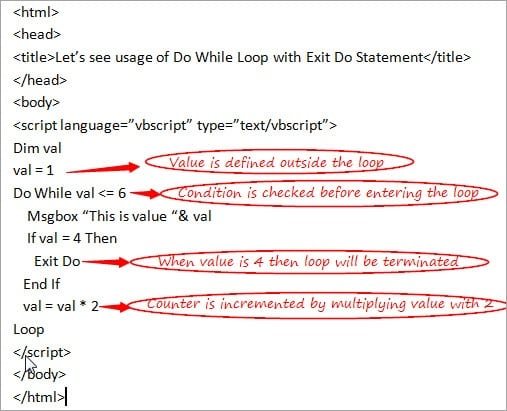 <html>
<head>
<title>Let’s see usage of Do While Loop with Exit Do Statement</title>
</head>
<body>
<script language=”vbscript” type=”text/vbscript”>
Dim val
val = 1 Value is defined outside the loop
Do While val <= 6 Condition is checked before entering the loop
Msgbox “This is value “& val
If val = 4 Then
Exit Do When value is 4 then loop will be terminated
End If
val = val * 2 Counter is incremented by multiplying value with 2
Loop
</script>
</body>
</html>